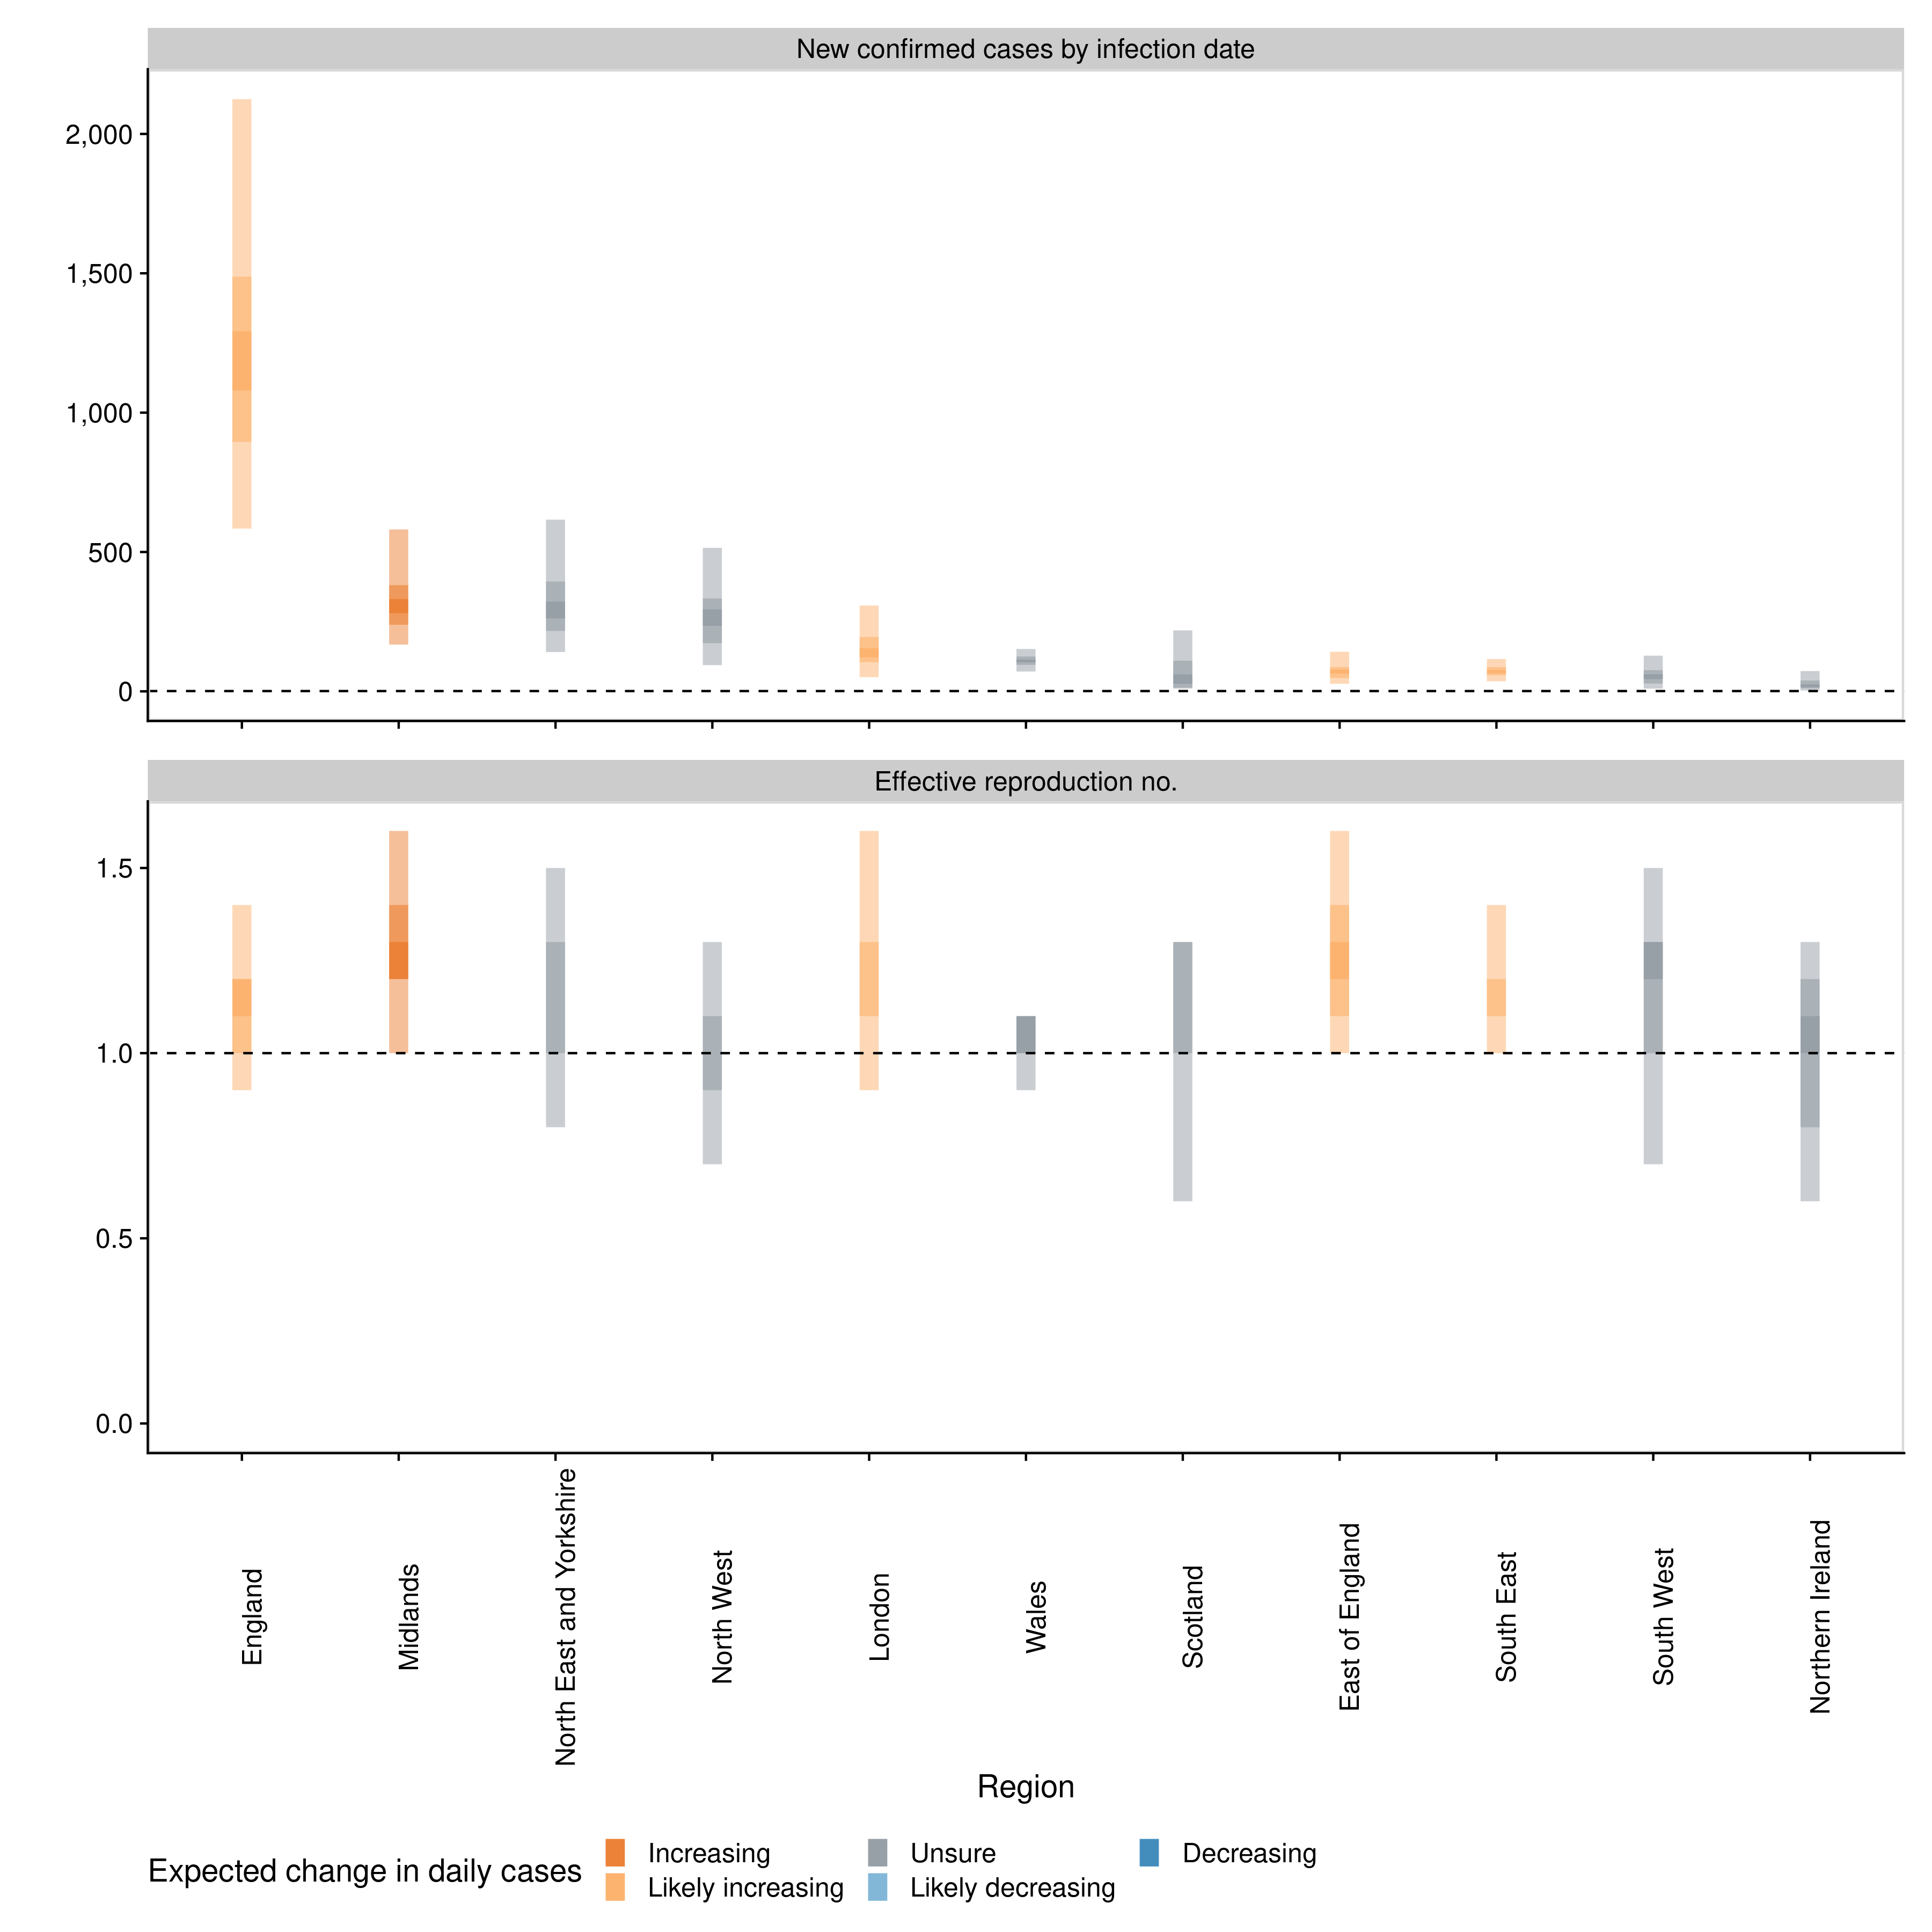 New confirmed cases by infection date
2,000
1,500
1,000
500
0
Effective reproduction no.
1.5
1.0
0.5
0.0
England
Midlands
North East and Yorkshire
North West
London
Wales
Scotland
East of England
South East
South West
Northern Ireland
Region
Expected change in daily cases
Increasing
Likely increasing
Unsure
Likely decreasing
Decreasing